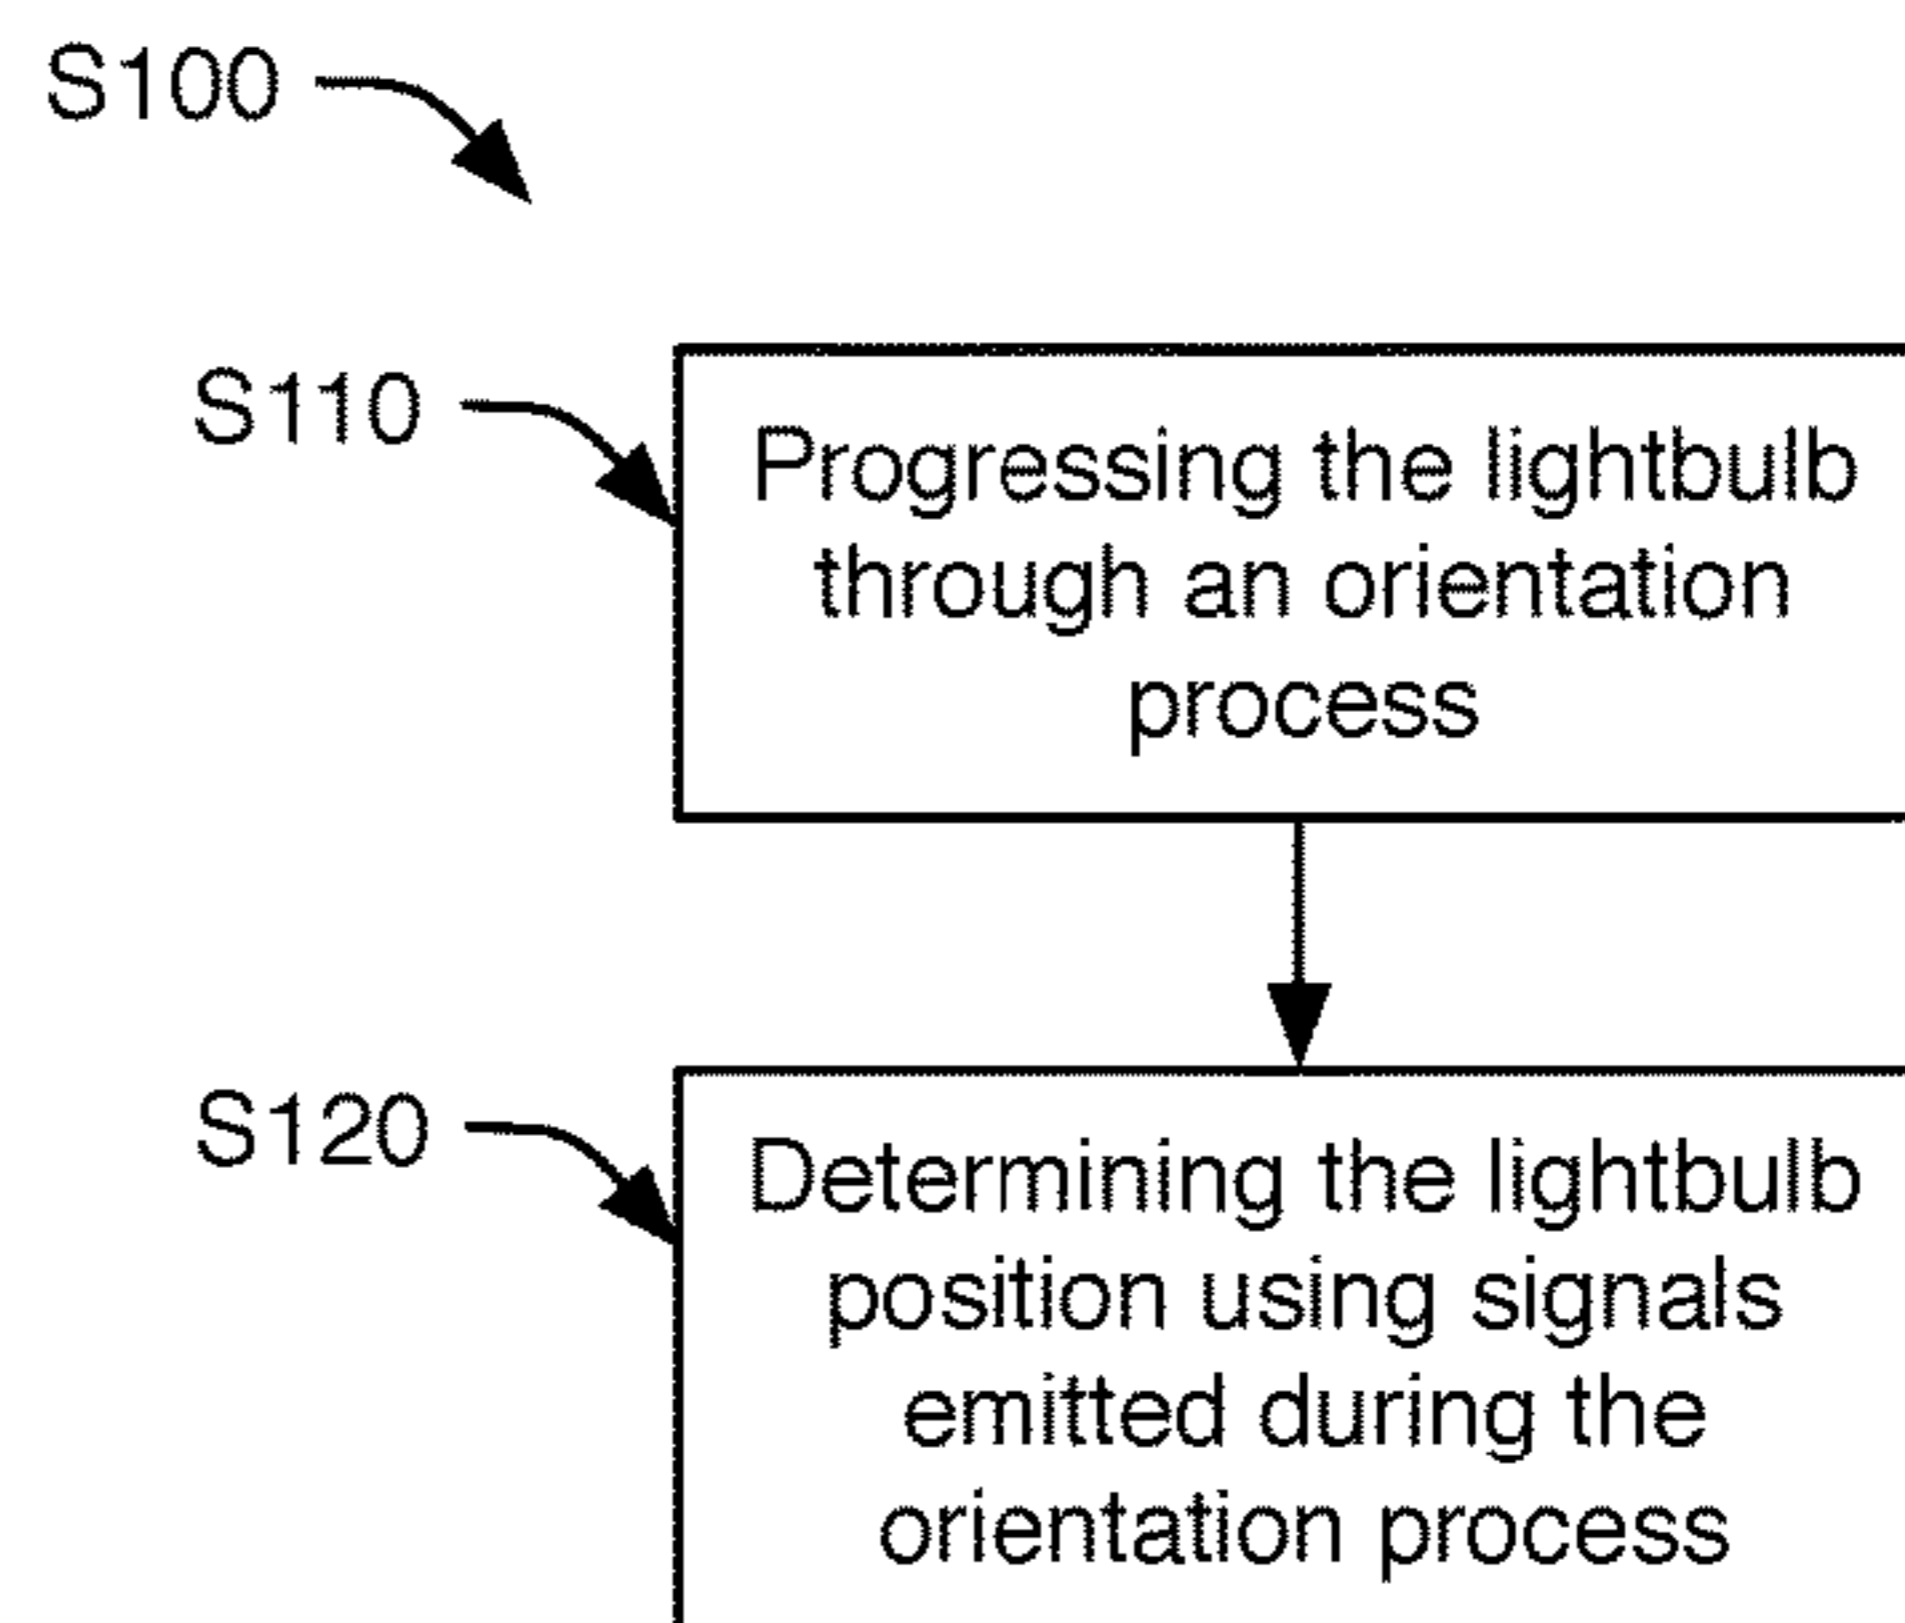 S100
S110
Progressing the lightbulb
through an orientation
process
S120
Determining the lightbulb
position using signals
emitted during the
orientation process